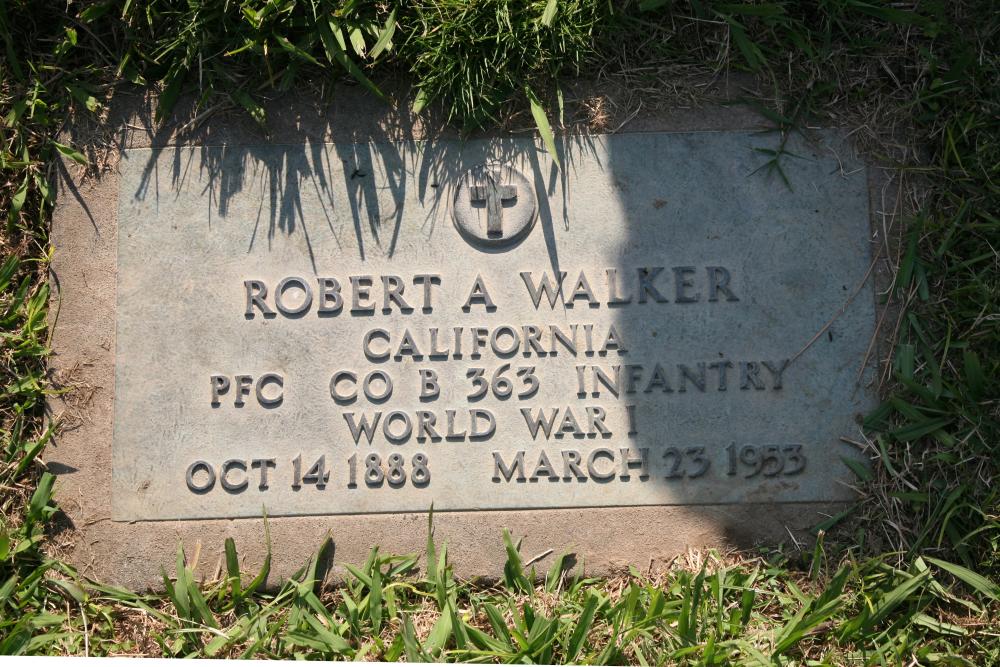 ROBERT A WALKER
CALIFORNIA
PFC CO B 363 INFANTRY
WORLD WAR I
OCT 14 1888 MARCH 23 1953